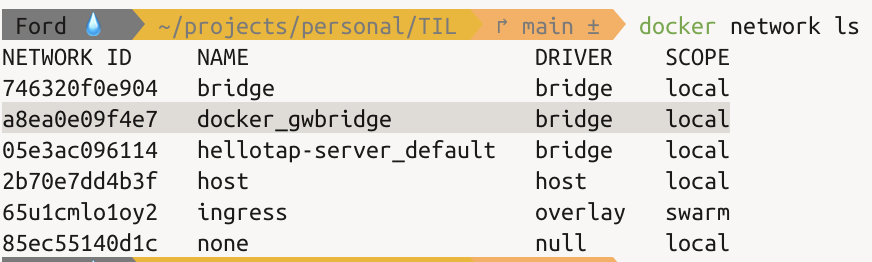 Ford 💧 ~/projects/personal/TIL ↱ main ± docker network ls
NETWORK ID NAME DRIVER SCOPE
746320f0e904 bridge bridge local
a8ea0e09f4e7 docker_gwbridge bridge local
05e3ac096114 hellotap-server_default bridge local
2b70e7dd4b3f host host local
65u1cmlo1oy2 ingress overlay swarm
85ec55140d1c none null local